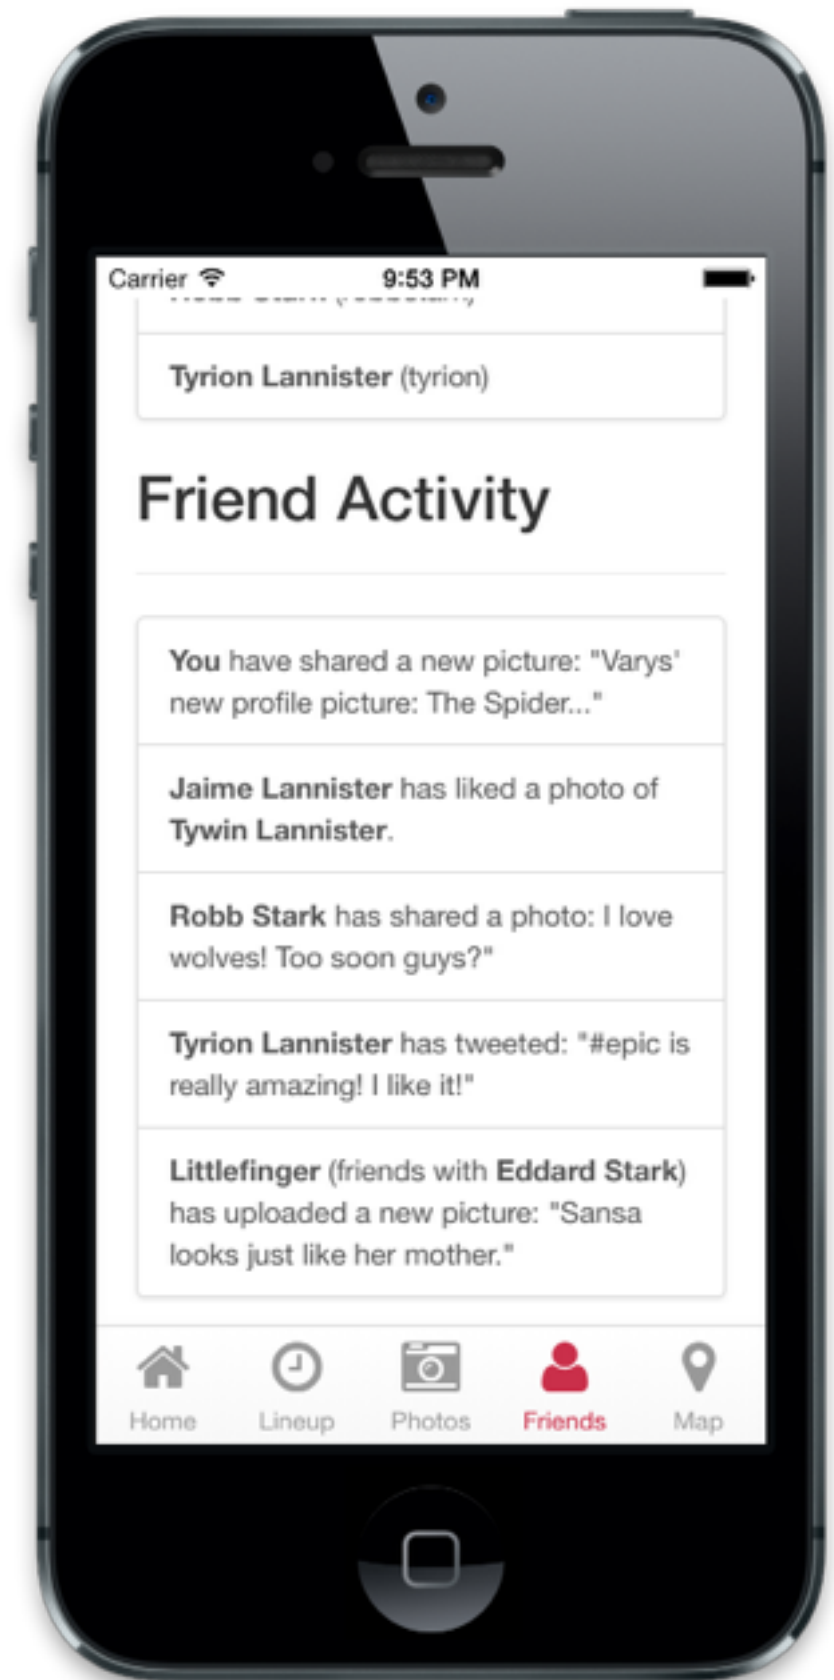 Carrier 9:53 PM
Tyrion Lannister (tyrion)
Friend Activity
You have shared a new picture: "Varys'
new profile picture: The Spider..."
Jaime Lannister has liked a photo of
Tywin Lannister.
Robb Stark has shared a photo: I love
wolves! Too soon guys?"
Tyrion Lannister has tweeted: "#epic is
really amazing! I like it!"
Littlefinger (friends with Eddard Stark)
has uploaded a new picture: "Sansa
looks just like her mother."
Home Lineup Photos Friends Map